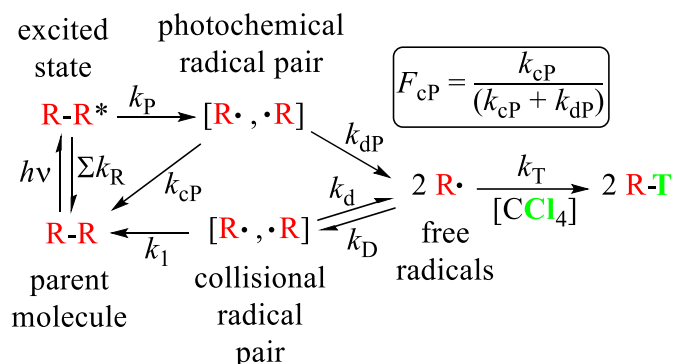 excited
state
photochemical
radical pair
F_cP = k_cP / (k_cP + k_dP)
R-R* k_P [R•, •R]
k_dP
hν Σk_R k_cP
2 R• k_T 2 R-T
[CCl4]
k_d
k_D
R-R k_1 [R•, •R]
free
radicals
parent
molecule
collisional
radical
pair